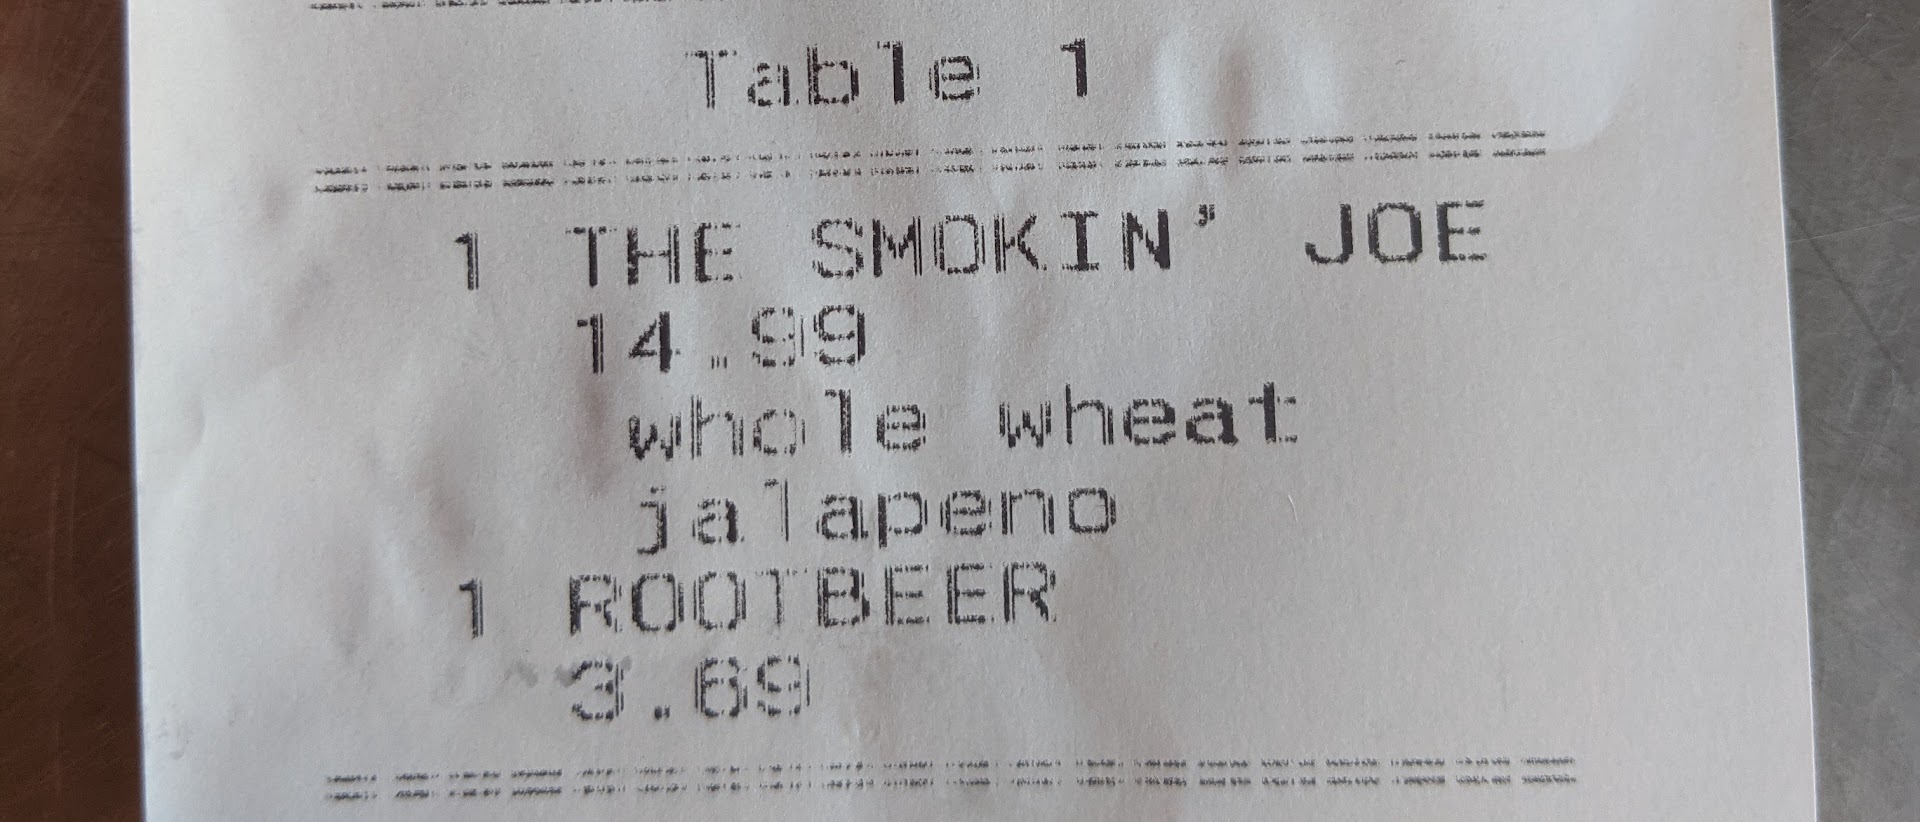 Table 1
1 THE SMOKIN' JOE
14.99
whole wheat
jalapeno
1 ROOTBEER
3.69